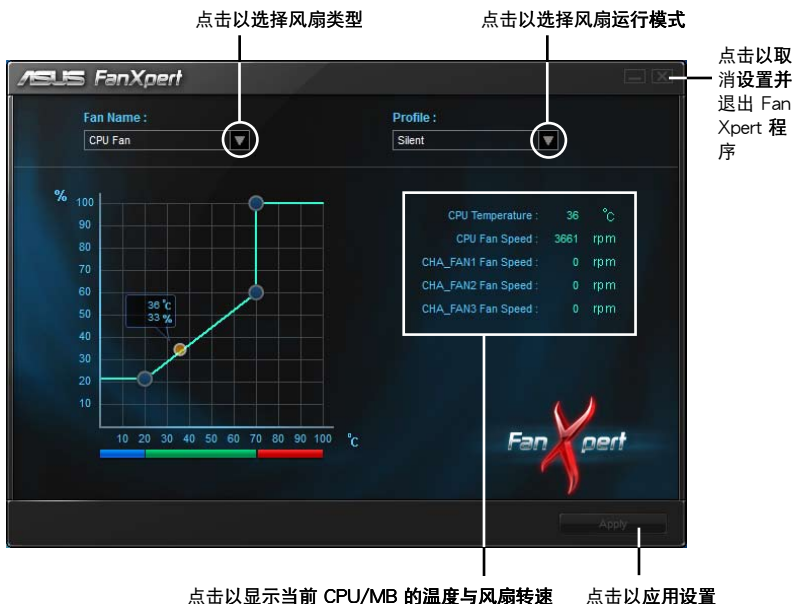 点击以选择风扇类型
点击以选择风扇运行模式
点击以取
消设置并
退出 Fan
Xpert 程
序
ASUS FanXpert
Fan Name :
CPU Fan
Profile :
Silent
%
100
90
80
70
60
50
40
30
20
10
36 °C
33 %
10 20 30 40 50 60 70 80 90 100 °C
CPU Temperature : 36 °C
CPU Fan Speed : 3661 rpm
CHA_FAN1 Fan Speed : 0 rpm
CHA_FAN2 Fan Speed : 0 rpm
CHA_FAN3 Fan Speed : 0 rpm
Fan Xpert
Apply
点击以显示当前 CPU/MB 的温度与风扇转速
点击以应用设置